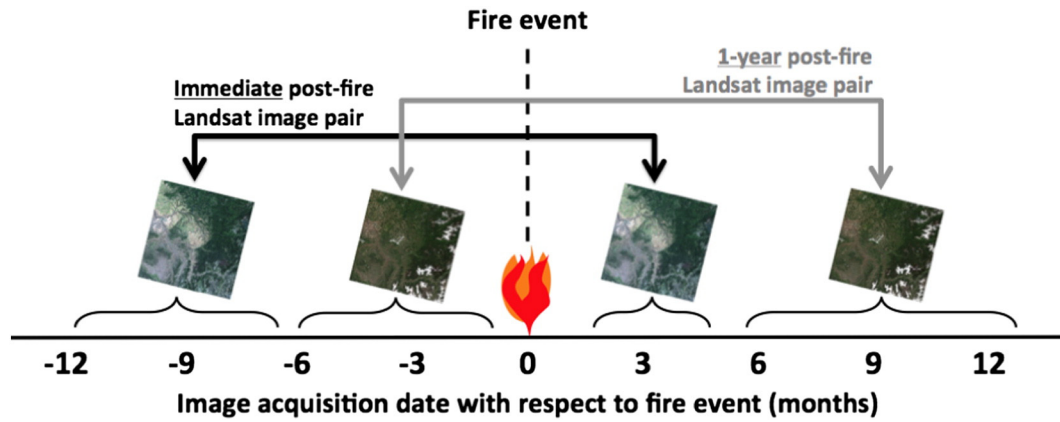 Fire event
1-year post-fire
Landsat image pair
Immediate post-fire
Landsat image pair
-12 -9 -6 -3 0 3 6 9 12
Image acquisition date with respect to fire event (months)